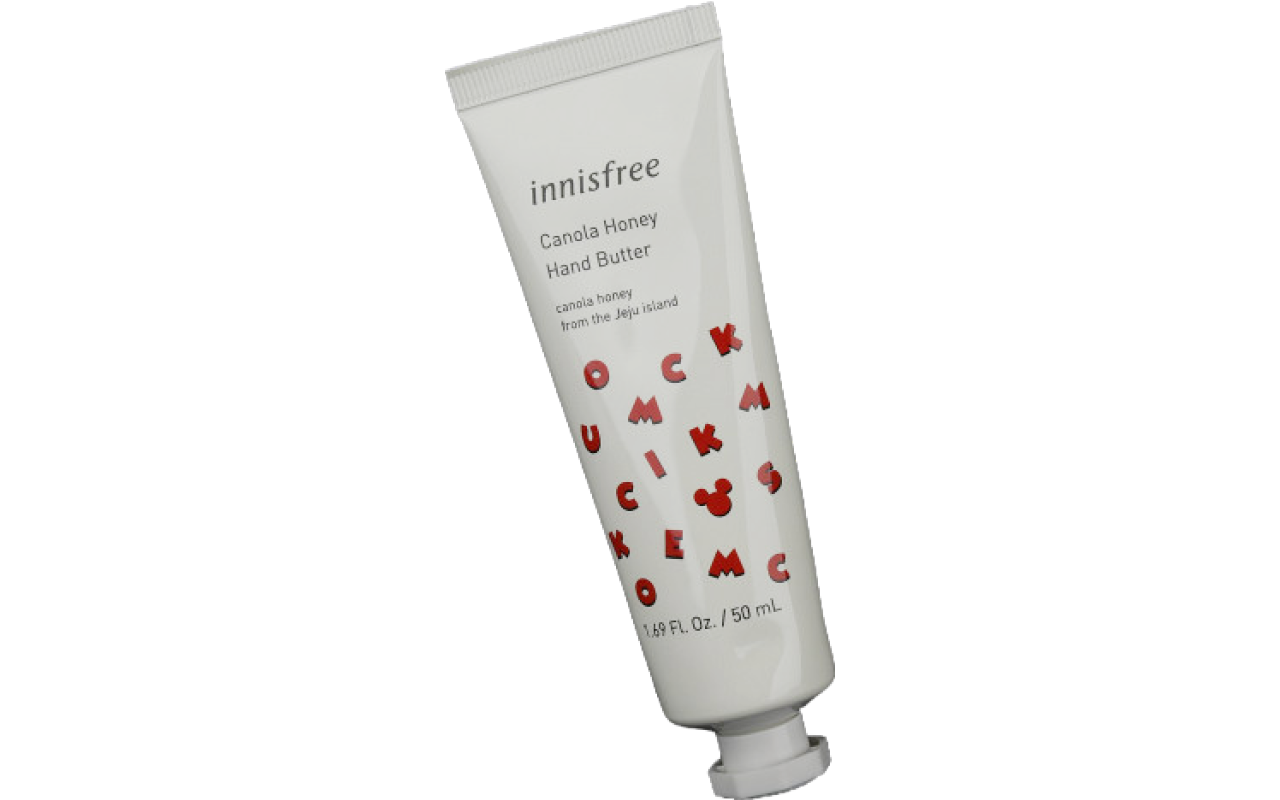 innisfree
Canola Honey
Hand Butter
canola honey
from the Jeju island
O C K
M M
U K
I
C S
K E
M C
O
1.69 Fl. Oz. / 50 mL